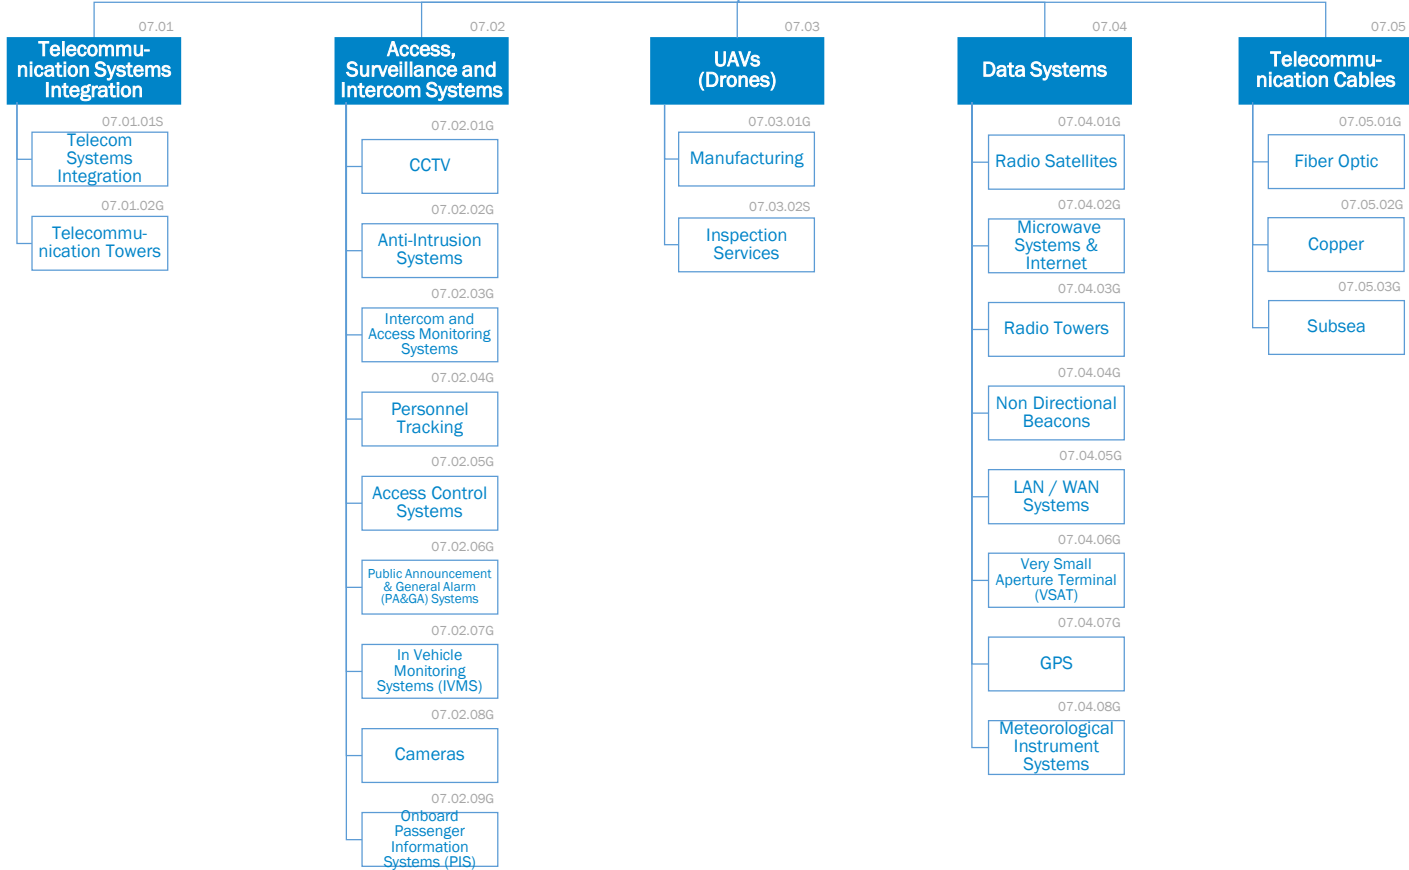 07.01
Telecommu-
nication Systems
Integration
07.01.01S
Telecom
Systems
Integration
07.01.02G
Telecommu-
nication Towers
07.02
Access,
Surveillance and
Intercom Systems
07.02.01G
CCTV
07.02.02G
Anti-Intrusion
Systems
07.02.03G
Intercom and
Access Monitoring
Systems
07.02.04G
Personnel
Tracking
07.02.05G
Access Control
Systems
07.02.06G
Public Announcement
& General Alarm
(PA&GA) Systems
07.02.07G
In Vehicle
Monitoring
Systems (IVMS)
07.02.08G
Cameras
07.02.09G
Onboard
Passenger
Information
Systems (PIS)
07.03
UAVs
(Drones)
07.03.01G
Manufacturing
07.03.02S
Inspection
Services
07.04
Data Systems
07.04.01G
Radio Satellites
07.04.02G
Microwave
Systems &
Internet
07.04.03G
Radio Towers
07.04.04G
Non Directional
Beacons
07.04.05G
LAN / WAN
Systems
07.04.06G
Very Small
Aperture Terminal
(VSAT)
07.04.07G
GPS
07.04.08G
Meteorological
Instrument
Systems
07.05
Telecommu-
nication Cables
07.05.01G
Fiber Optic
07.05.02G
Copper
07.05.03G
Subsea